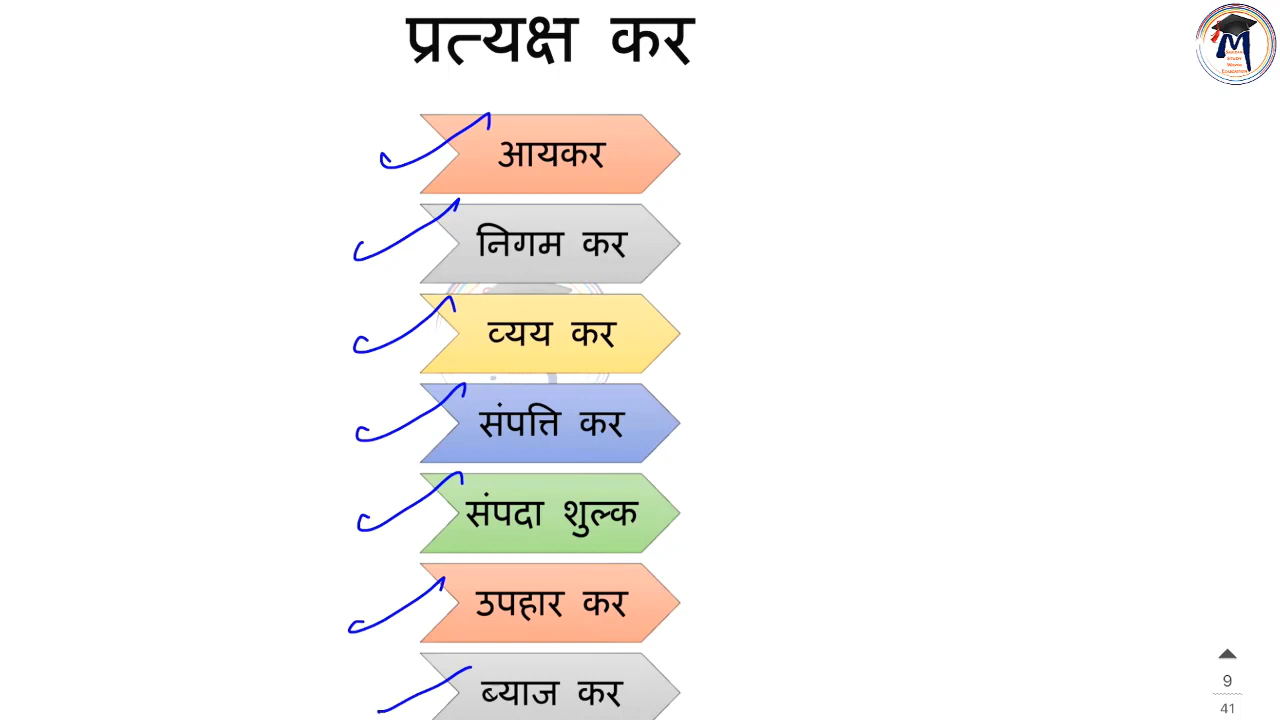 प्रत्यक्ष कर
आयकर
निगम कर
व्यय कर
संपत्ति कर
संपदा शुल्क
उपहार कर
ब्याज कर
9
41